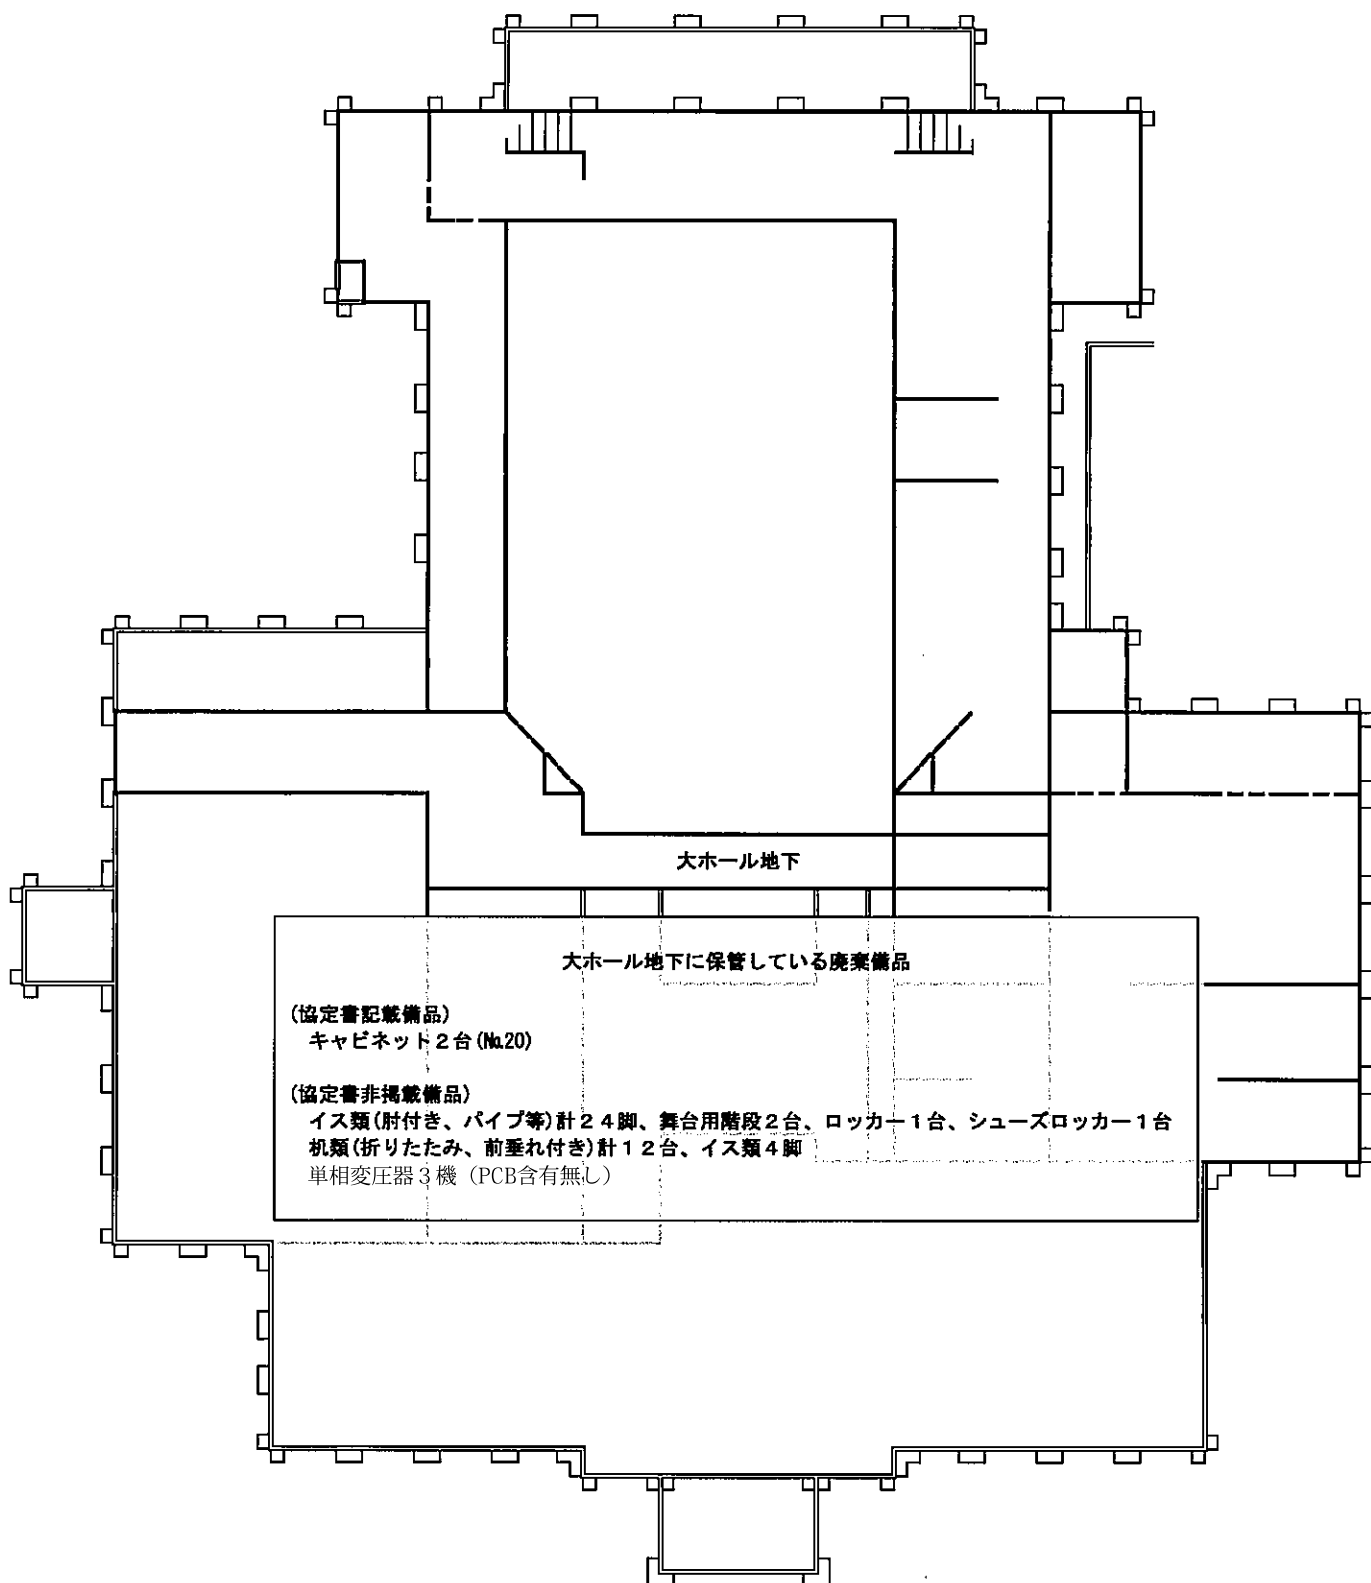 大ホール地下
大ホール地下に保管している廃棄備品
(協定書記載備品)
キャビネット２台(№20)
(協定書非掲載備品)
イス類(肘付き、パイプ等)計２４脚、舞台用階段２台、ロッカー１台、シューズロッカー１台
机類(折りたたみ、前垂れ付き)計１２台、イス類４脚
単相変圧器３機（PCB含有無し）